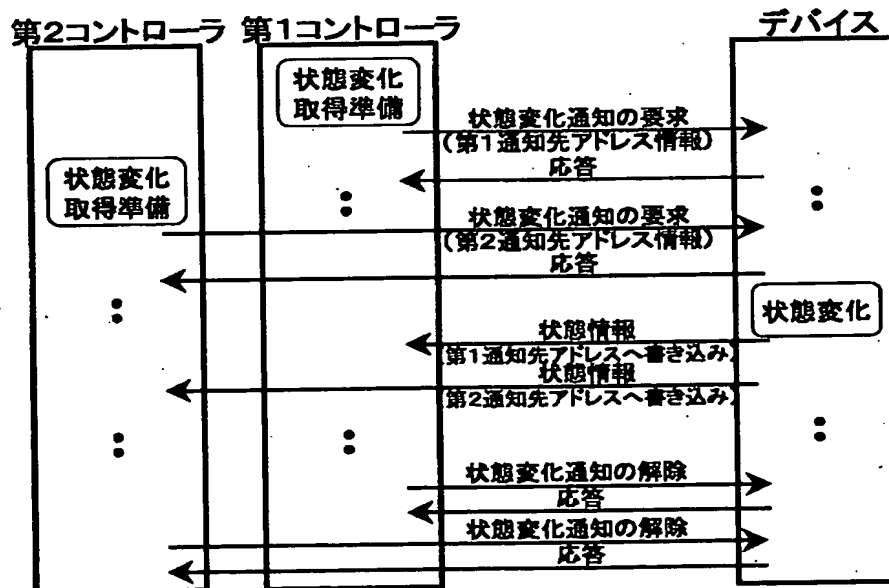 第2コントローラ 第1コントローラ デバイス
状態変化
取得準備
状態変化通知の要求
(第1通知先アドレス情報)
応答
状態変化
取得準備
状態変化通知の要求
(第2通知先アドレス情報)
応答
状態変化
状態情報
(第1通知先アドレスへ書き込み)
状態情報
(第2通知先アドレスへ書き込み)
状態変化通知の解除
応答
状態変化通知の解除
応答